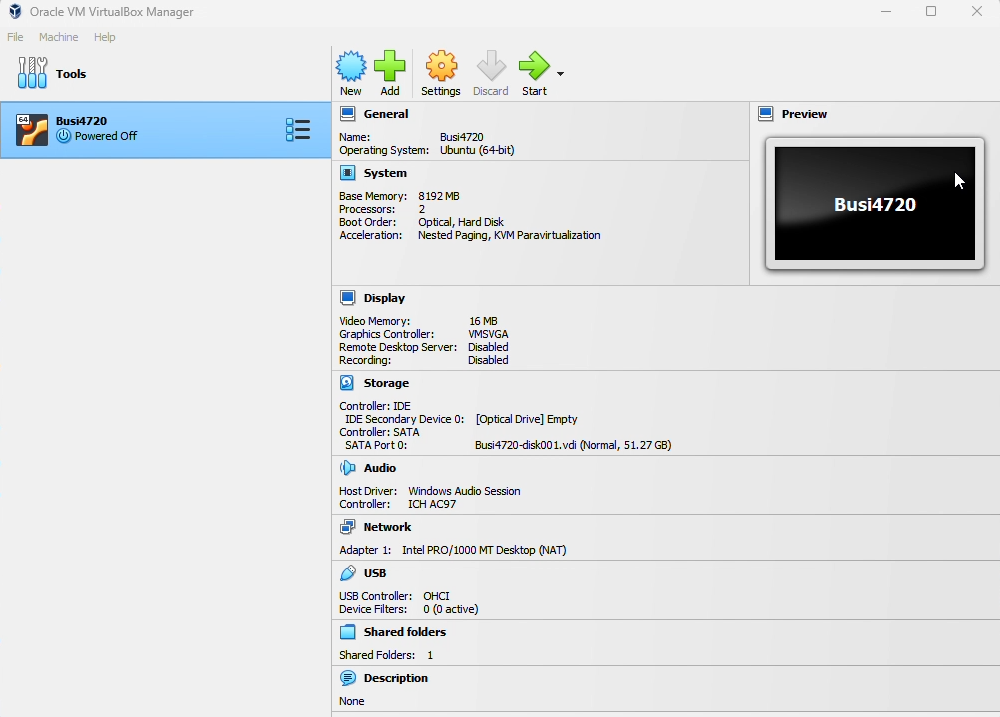 Oracle VM VirtualBox Manager
File Machine Help
Tools
New Add Settings Discard Start
64
Busi4720
Powered Off
General
Name: Busi4720
Operating System: Ubuntu (64-bit)
System
Base Memory: 8192 MB
Processors: 2
Boot Order: Optical, Hard Disk
Acceleration: Nested Paging, KVM Paravirtualization
Preview
Busi4720
Display
Video Memory: 16 MB
Graphics Controller: VMSVGA
Remote Desktop Server: Disabled
Recording: Disabled
Storage
Controller: IDE
IDE Secondary Device 0: [Optical Drive] Empty
Controller: SATA
SATA Port 0: Busi4720-disk001.vdi (Normal, 51.27 GB)
Audio
Host Driver: Windows Audio Session
Controller: ICH AC97
Network
Adapter 1: Intel PRO/1000 MT Desktop (NAT)
USB
USB Controller: OHCI
Device Filters: 0 (0 active)
Shared folders
Shared Folders: 1
Description
None